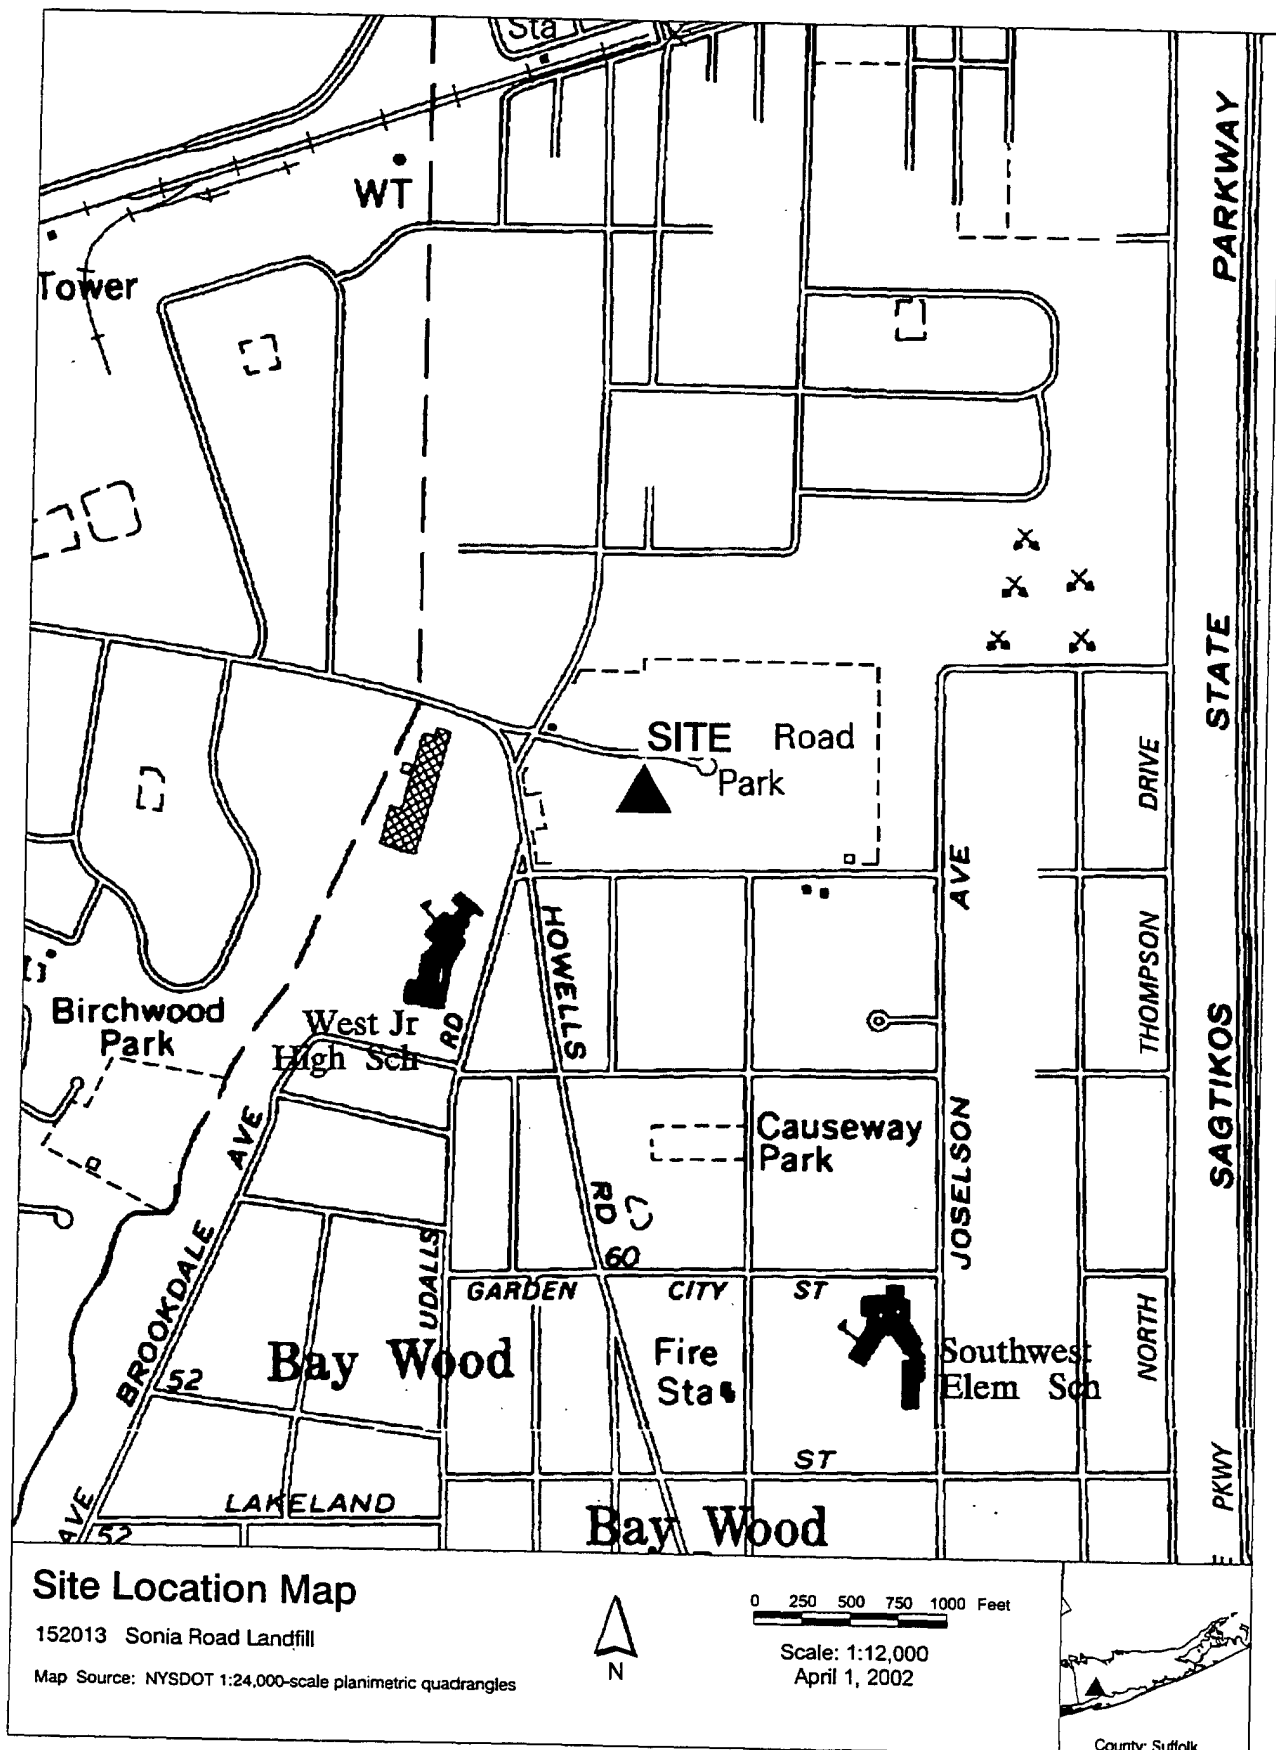 Sta
WT
Tower
PARKWAY
STATE
SITE Road
Park
DRIVE
AVE
HOWELLS
THOMPSON
Birchwood
Park
West Jr
High Sch
RD
SAGTIKOS
AVE
Causeway
Park
JOSELSON
RD
60
BROOKDALE
UDALLS
GARDEN CITY ST
Bay Wood
Fire
Sta
Southwest
Elem Sch
NORTH
52
ST
PKWY
LAKELAND
AVE
52
Bay Wood
E
Site Location Map
152013 Sonia Road Landfill
Map Source: NYSDOT 1:24,000-scale planimetric quadrangles
N
0 250 500 750 1000 Feet
Scale: 1:12,000
April 1, 2002
County: Suffolk